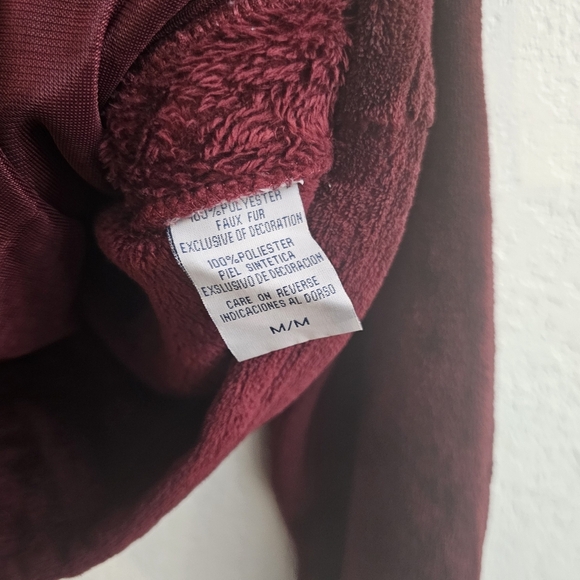 100%POLYESTER
FAUX FUR
EXCLUSIVE OF DECORATION
100%POLIESTER
PIEL SINTETICA
EXCLUSIVO DE DECORACION
CARE ON REVERSE
INDICACIONES AL DORSO
M/M